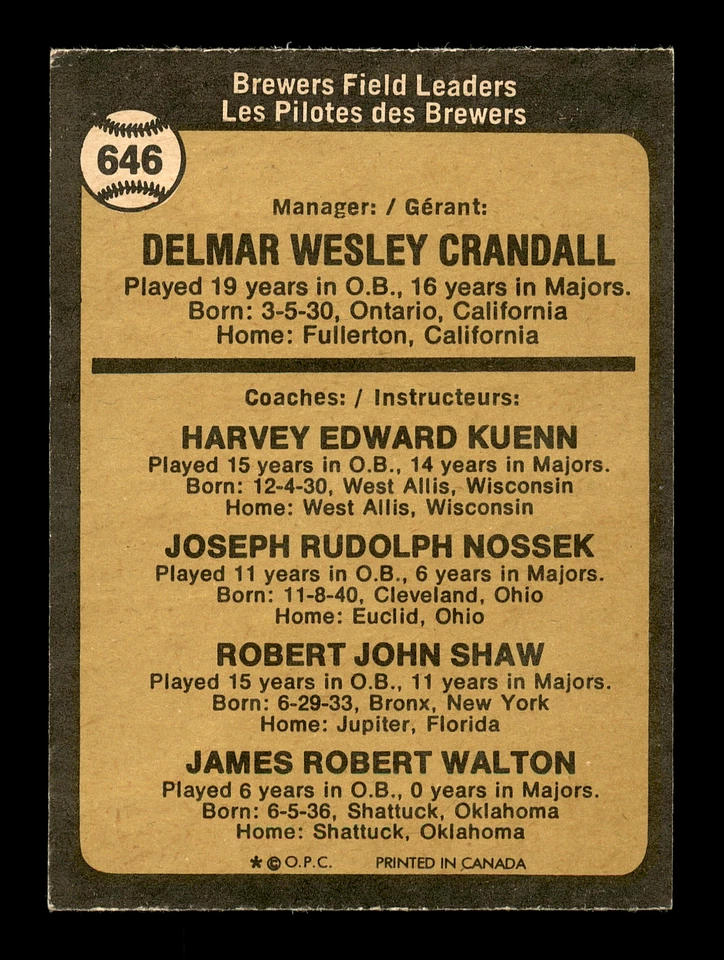 Brewers Field Leaders
Les Pilotes des Brewers
646
Manager: / Gérant:
DELMAR WESLEY CRANDALL
Played 19 years in O.B., 16 years in Majors.
Born: 3-5-30, Ontario, California
Home: Fullerton, California
Coaches: / Instructeurs:
HARVEY EDWARD KUENN
Played 15 years in O.B., 14 years in Majors.
Born: 12-4-30, West Allis, Wisconsin
Home: West Allis, Wisconsin
JOSEPH RUDOLPH NOSSEK
Played 11 years in O.B., 6 years in Majors.
Born: 11-8-40, Cleveland, Ohio
Home: Euclid, Ohio
ROBERT JOHN SHAW
Played 15 years in O.B., 11 years in Majors.
Born: 6-29-33, Bronx, New York
Home: Jupiter, Florida
JAMES ROBERT WALTON
Played 6 years in O.B., 0 years in Majors.
Born: 6-5-36, Shattuck, Oklahoma
Home: Shattuck, Oklahoma
* © O.P.C. PRINTED IN CANADA